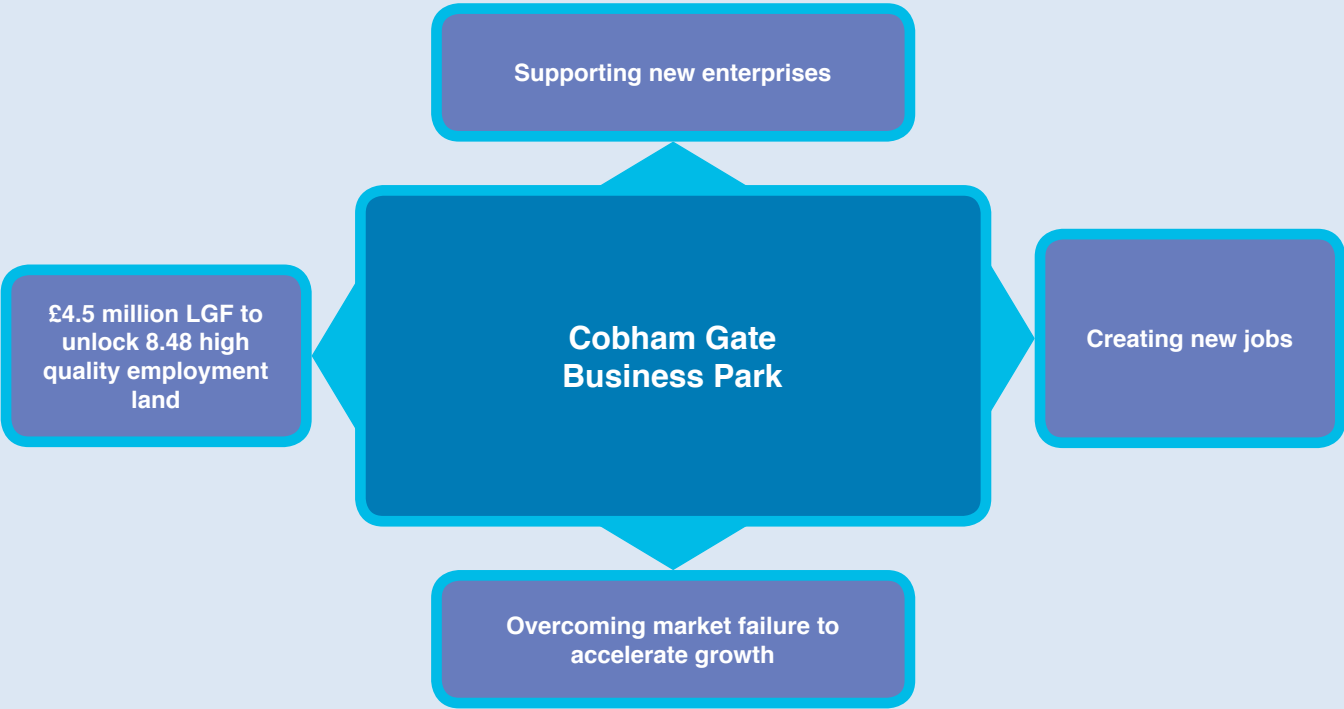 Supporting new enterprises
£4.5 million LGF to
unlock 8.48 high
quality employment
land
Cobham Gate
Business Park
Creating new jobs
Overcoming market failure to
accelerate growth